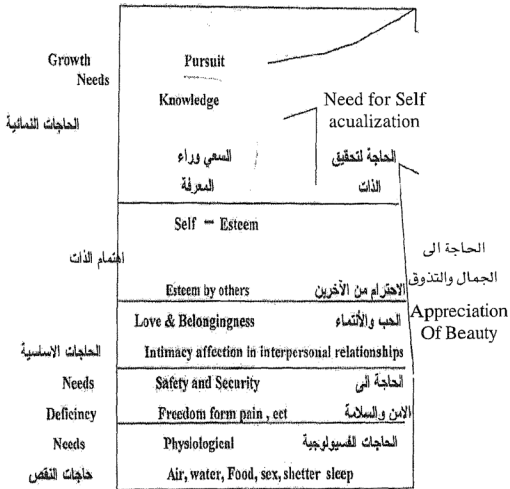 Growth Pursuit
Needs
Knowledge Need for Self
acualization
الحاجات النمائية
السعي وراء الحاجة لتحقيق
المعرفة الذات
Self - Esteem
اهتمام الذات
الحاجة الى
الجمال والتذوق
Esteem by others الاحترام من الآخرين
Appreciation
Of Beauty
Love & Belongingness الحب والأنتماء
الحاجات الاساسية Intimacy affection in interpersonal relationships
Needs Safety and Security الحاجة الى
Deficincy Freedom form pain , ect الامن والسلامة
Needs Physiological الحاجات الفسيولوجية
حاجات النقص Air, water, Food, sex, shetter sleep